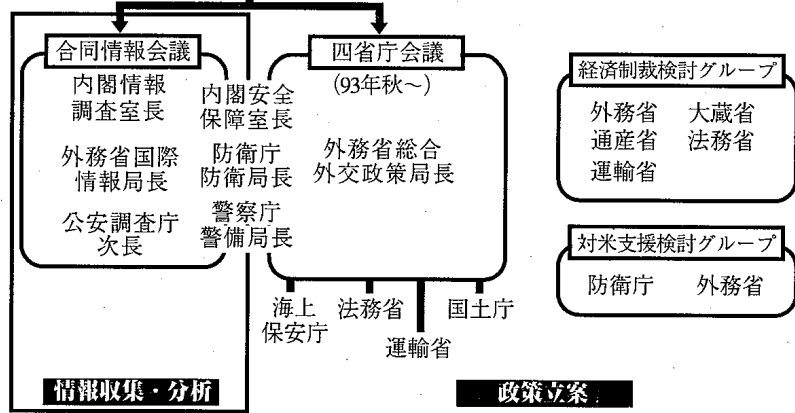 合同情報会議
内閣情報
調査室長
外務省国際
情報局長
公安調査庁
次長
内閣安全
保障室長
防衛庁
防衛局長
警察庁
警備局長
四省庁会議
(93年秋〜)
外務省総合
外交政策局長
海上
保安庁
法務省
運輸省
国土庁
経済制裁検討グループ
外務省 大蔵省
通産省 法務省
運輸省
対米支援検討グループ
防衛庁 外務省
情報収集・分析
政策立案